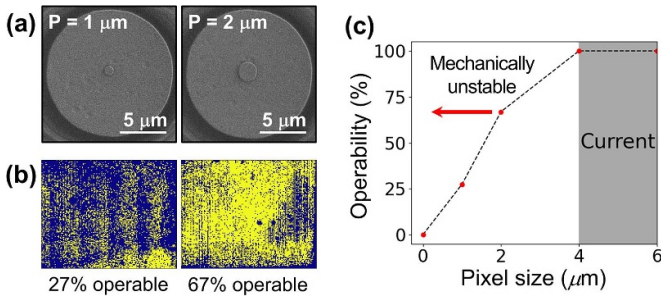 (a)
P = 1 μm
P = 2 μm
5 μm
5 μm
(b)
27% operable
67% operable
(c)
100
75
50
25
0
Operability (%)
Mechanically
unstable
Current
0
2
4
6
Pixel size (μm)